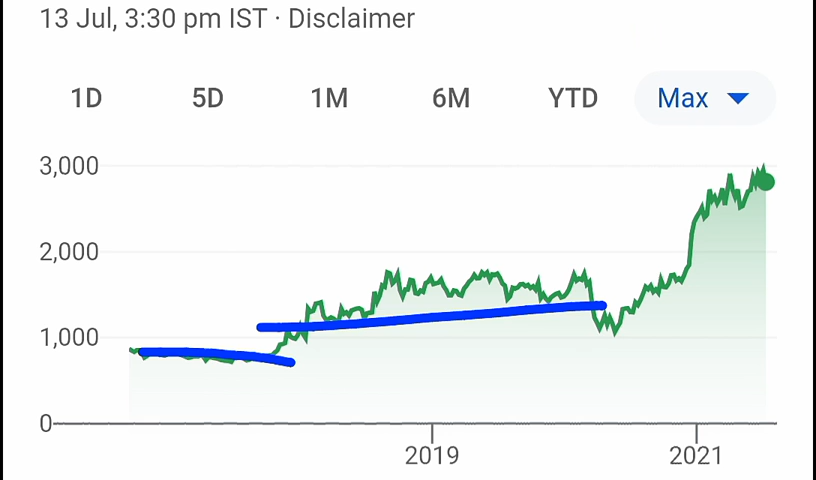 13 Jul, 3:30 pm IST · Disclaimer
1D 5D 1M 6M YTD Max
3,000
2,000
1,000
0
2019 2021